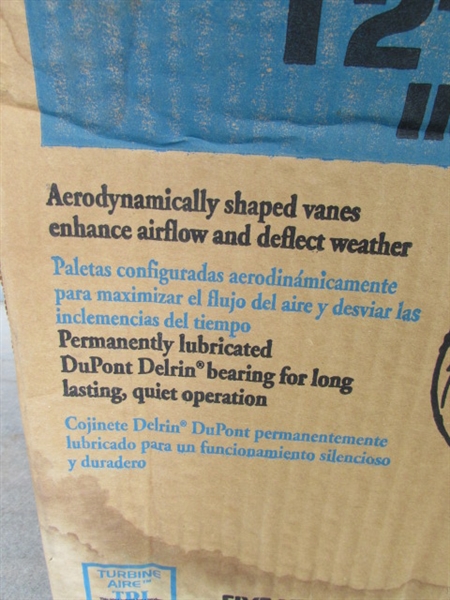 12
Aerodynamically shaped vanes
enhance airflow and deflect weather
Paletas configuradas aerodinámicamente
para maximizar el flujo del aire y desviar las
inclemencias del tiempo
Permanently lubricated
DuPont Delrin® bearing for long
lasting, quiet operation
Cojinete Delrin® DuPont permanentemente
lubricado para un funcionamiento silencioso
y duradero
TURBINE
AIRE™